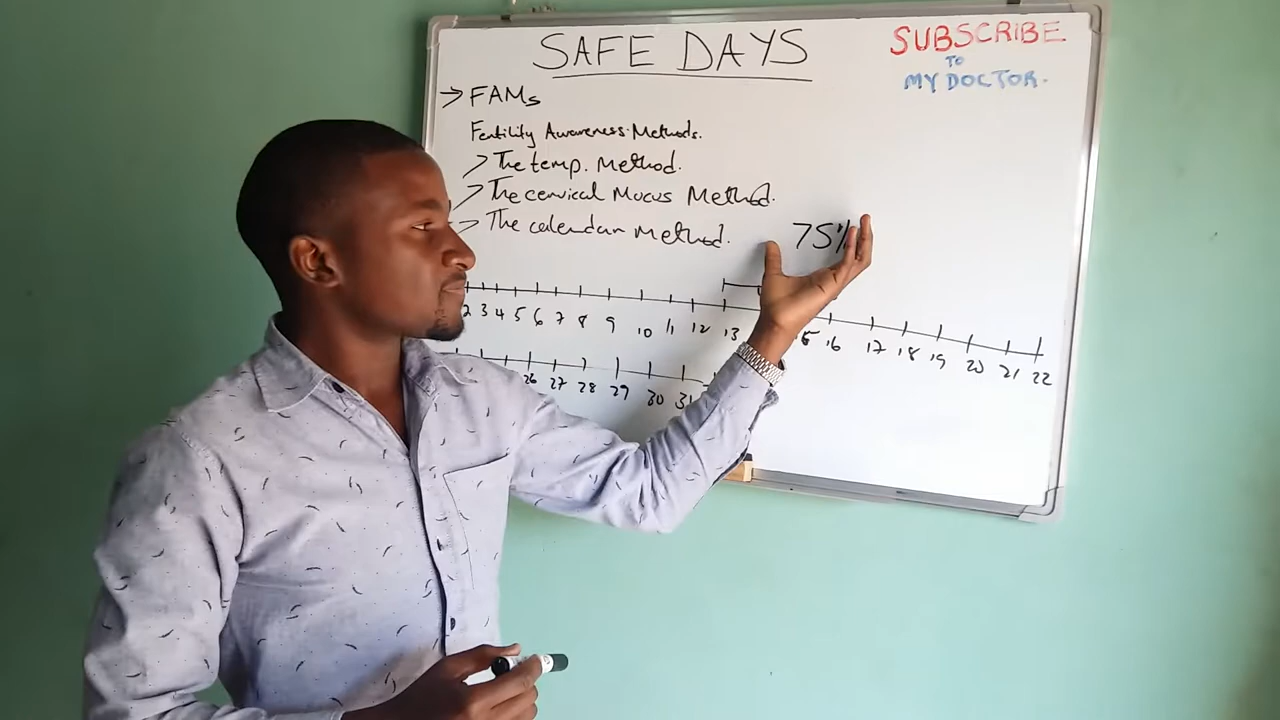 SAFE DAYS
SUBSCRIBE
TO
MY DOCTOR.
→ FAMs
Fertility Awareness Methods.
> The temp. Method.
> The cervical Mucus Method.
> The calendar Method.
75%
2 3 4 5 6 7 8 9 10 11 12 13 16 17 18 19 20 21 22
26 27 28 29 30 31